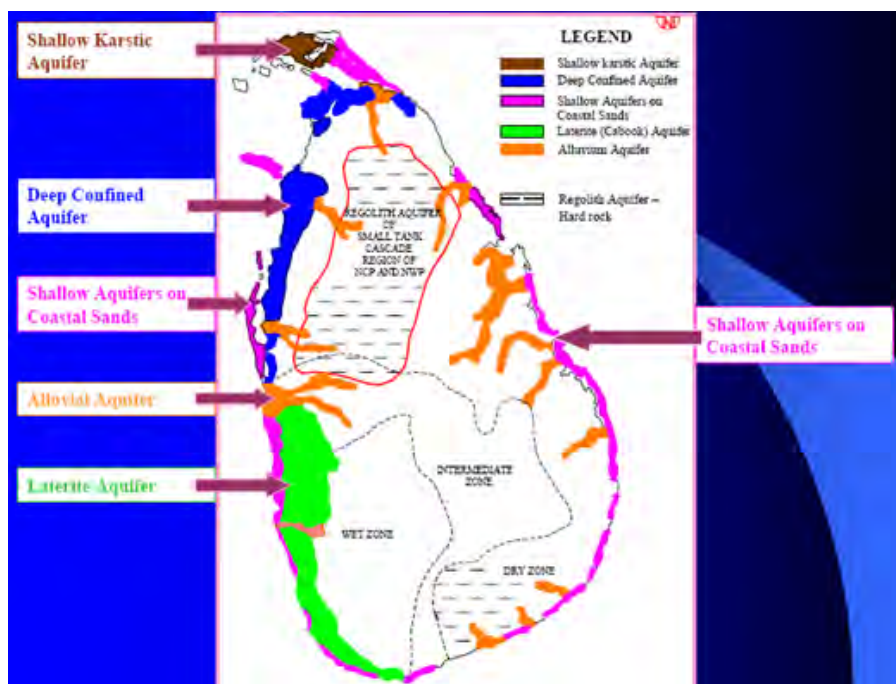 Shallow Karstic
Aquifer
Deep Confined
Aquifer
Shallow Aquifers on
Coastal Sands
Alluvial Aquifer
Laterite Aquifer
LEGEND
Shallow karstic Aquifer
Deep Confined Aquifer
Shallow Aquifers on
Coastal Sands
Laterite (Cabook) Aquifer
Alluvium Aquifer
Regolith Aquifer –
Hard rock
REGOLITH AQUIFER
OF
SMALL TANK
CASCADE
REGION OF
NCP AND NWP
Shallow Aquifers on
Coastal Sands
INTERMEDIATE
ZONE
WET ZONE
DRY ZONE